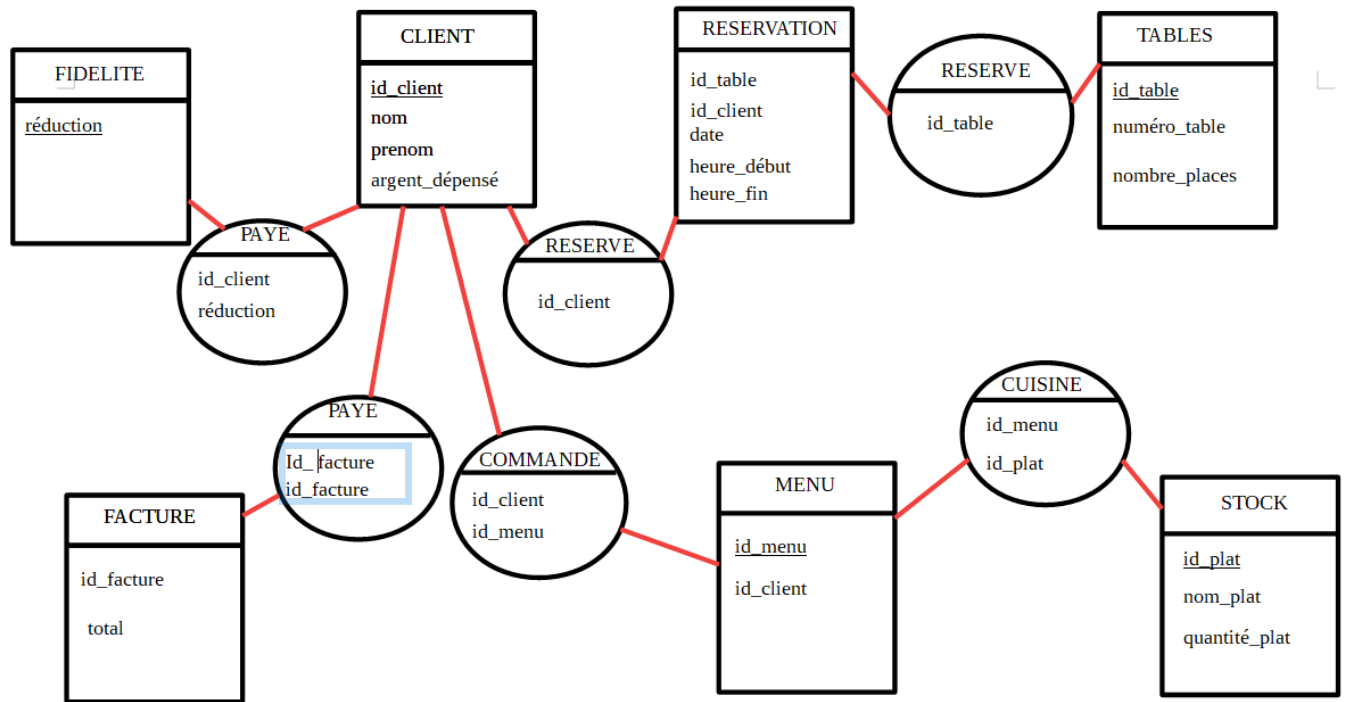 FIDELITE
réduction
CLIENT
id_client
nom
prenom
argent_dépensé
RESERVATION
id_table
id_client
date
heure_début
heure_fin
RESERVE
id_table
TABLES
id_table
numéro_table
nombre_places
PAYE
id_client
réduction
RESERVE
id_client
PAYE
Id_ facture
id_facture
COMMANDE
id_client
id_menu
CUISINE
id_menu
id_plat
FACTURE
id_facture
total
MENU
id_menu
id_client
STOCK
id_plat
nom_plat
quantité_plat